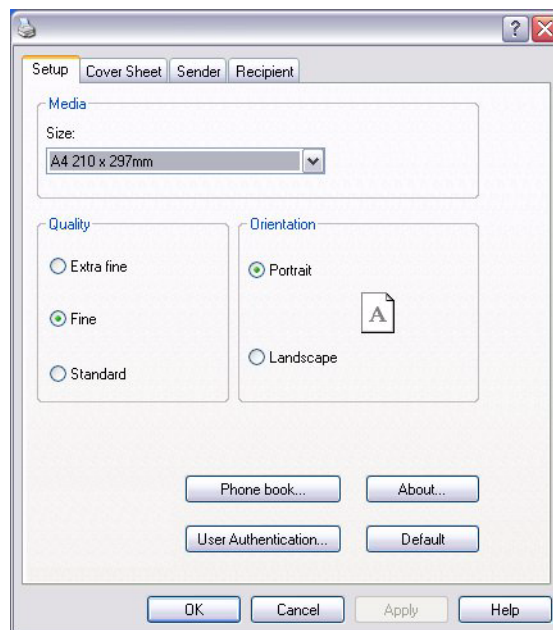 Setup Cover Sheet Sender Recipient
Media
Size:
A4 210 x 297mm
Quality
Extra fine
Fine
Standard
Orientation
Portrait
A
Landscape
Phone book... About...
User Authentication... Default
OK Cancel Apply Help